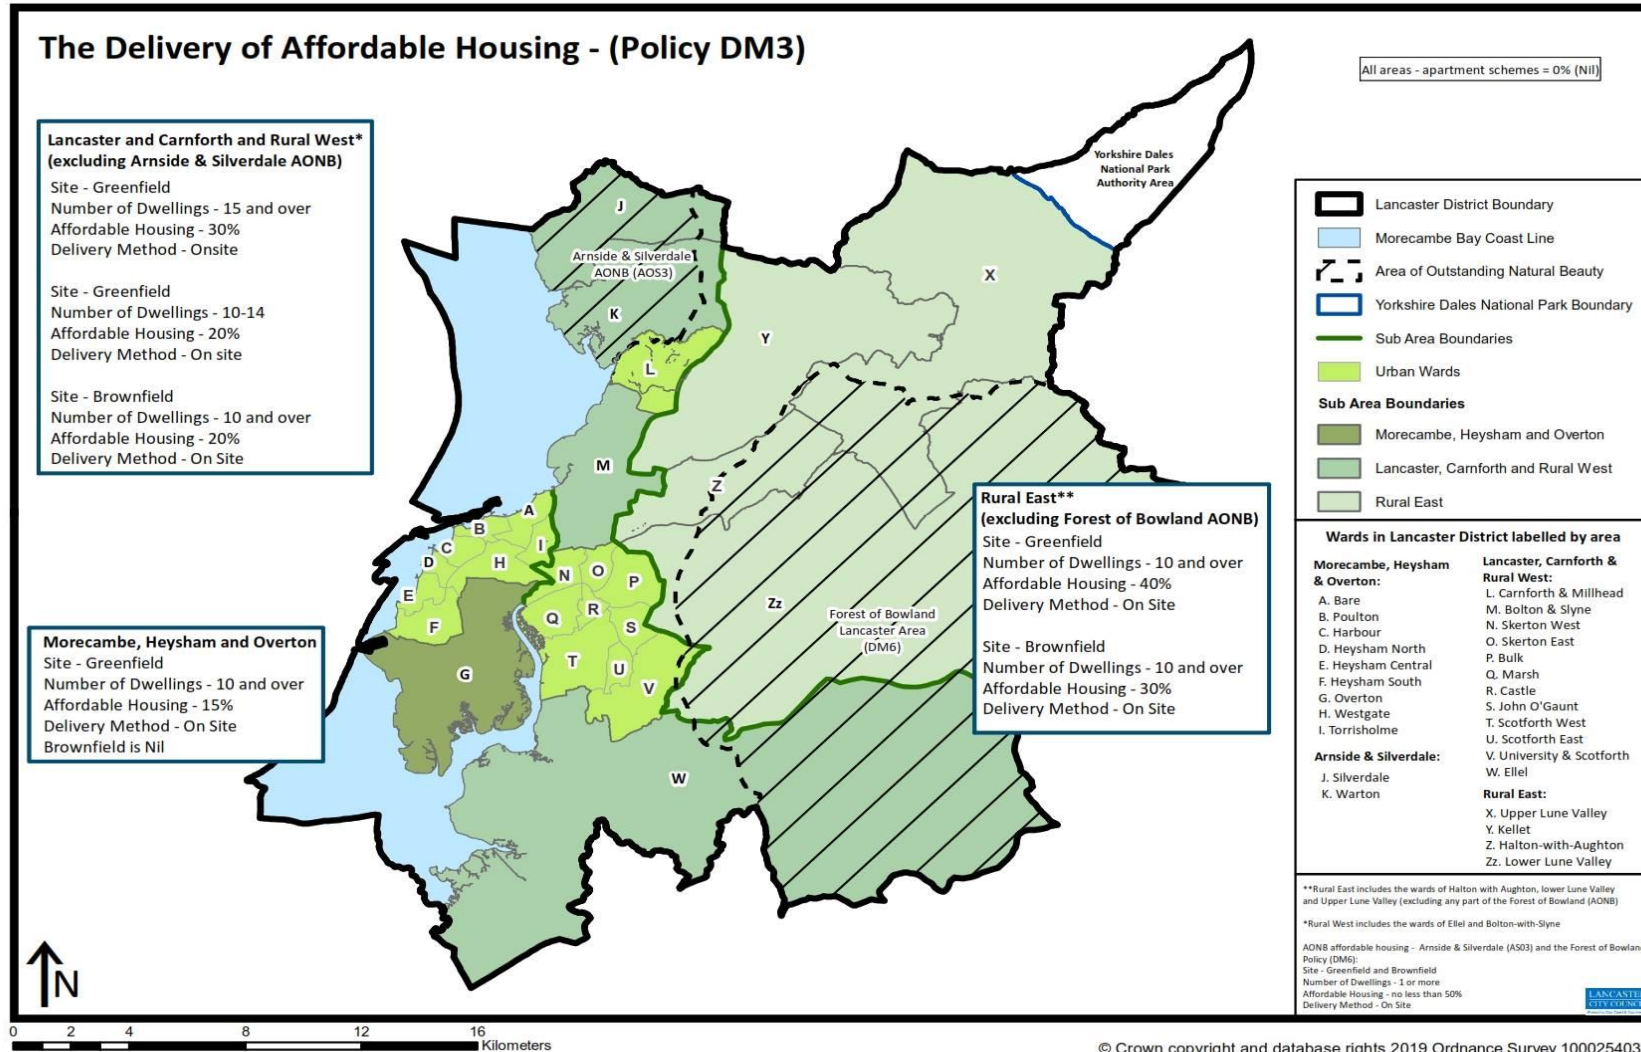 The Delivery of Affordable Housing - (Policy DM3)
All areas - apartment schemes = 0% (Nil)
Lancaster and Carnforth and Rural West*
(excluding Arnside & Silverdale AONB)
Site - Greenfield
Number of Dwellings - 15 and over
Affordable Housing - 30%
Delivery Method - Onsite
Site - Greenfield
Number of Dwellings - 10-14
Affordable Housing - 20%
Delivery Method - On site
Site - Brownfield
Number of Dwellings - 10 and over
Affordable Housing - 20%
Delivery Method - On Site
Yorkshire Dales
National Park
Authority Area
J
Arnside & Silverdale
AONB (AOS3)
K
X
Y
L
M
Z
A
B
C
I
D
H
E
F
N
O
P
Q
R
S
T
U
V
G
W
Zz
Forest of Bowland
Lancaster Area
(DM6)
Rural East**
(excluding Forest of Bowland AONB)
Site - Greenfield
Number of Dwellings - 10 and over
Affordable Housing - 40%
Delivery Method - On Site
Site - Brownfield
Number of Dwellings - 10 and over
Affordable Housing - 30%
Delivery Method - On Site
Morecambe, Heysham and Overton
Site - Greenfield
Number of Dwellings - 10 and over
Affordable Housing - 15%
Delivery Method - On Site
Brownfield is Nil
Lancaster District Boundary
Morecambe Bay Coast Line
Area of Outstanding Natural Beauty
Yorkshire Dales National Park Boundary
Sub Area Boundaries
Urban Wards
Sub Area Boundaries
Morecambe, Heysham and Overton
Lancaster, Carnforth and Rural West
Rural East
Wards in Lancaster District labelled by area
Morecambe, Heysham
& Overton:
A. Bare
B. Poulton
C. Harbour
D. Heysham North
E. Heysham Central
F. Heysham South
G. Overton
H. Westgate
I. Torrisholme
Arnside & Silverdale:
J. Silverdale
K. Warton
Lancaster, Carnforth &
Rural West:
L. Carnforth & Millhead
M. Bolton & Slyne
N. Skerton West
O. Skerton East
P. Bulk
Q. Marsh
R. Castle
S. John O'Gaunt
T. Scotforth West
U. Scotforth East
V. University & Scotforth
W. Ellel
Rural East:
X. Upper Lune Valley
Y. Kellet
Z. Halton-with-Aughton
Zz. Lower Lune Valley
**Rural East includes the wards of Halton with Aughton, lower Lune Valley
and Upper Lune Valley (excluding any part of the Forest of Bowland (AONB)
*Rural West includes the wards of Ellel and Bolton-with-Slyne
AONB affordable housing - Arnside & Silverdale (AS03) and the Forest of Bowlan
Policy (DM6):
Site - Greenfield and Brownfield
Number of Dwellings - 1 or more
Affordable Housing - no less than 50%
Delivery Method - On Site
LANCASTE
CITY COUNC
N
0 2 4 8 12 16
Kilometers
© Crown copyright and database rights 2019 Ordnance Survey 100025403